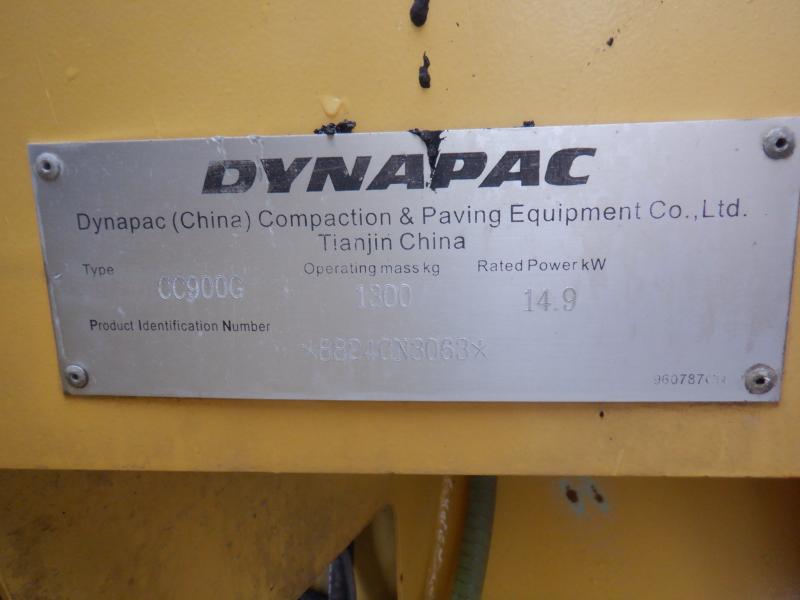 DYNAPAC
Dynapac (China) Compaction & Paving Equipment Co.,Ltd.
Tianjin China
Type Operating mass kg Rated Power kW
CC900G 1300 14.9
Product Identification Number